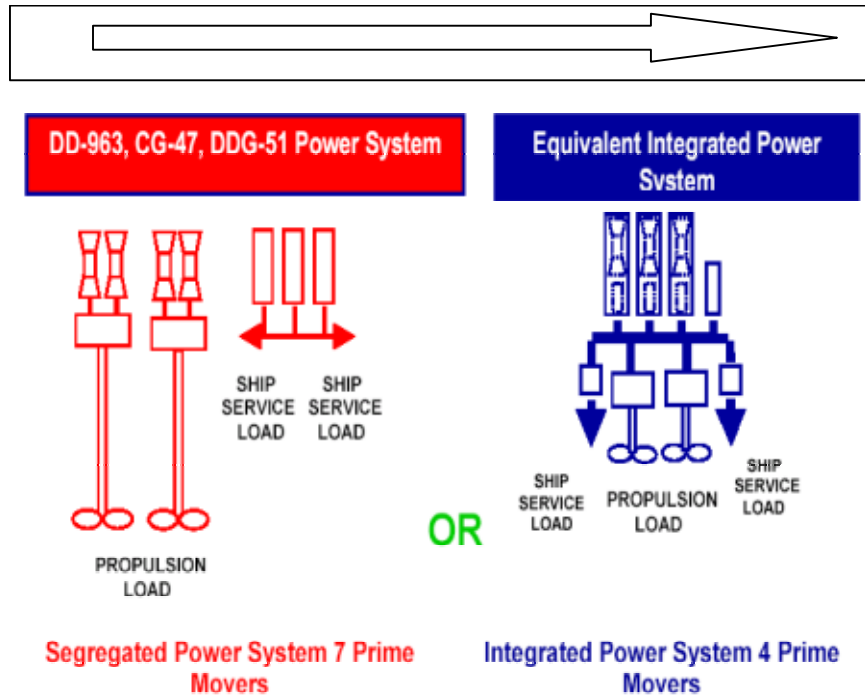 DD-963, CG-47, DDG-51 Power System
Equivalent Integrated Power
System
SHIP
SERVICE
LOAD
SHIP
SERVICE
LOAD
PROPULSION
LOAD
OR
SHIP
SERVICE
LOAD
PROPULSION
LOAD
SHIP
SERVICE
LOAD
Segregated Power System 7 Prime
Movers
Integrated Power System 4 Prime
Movers